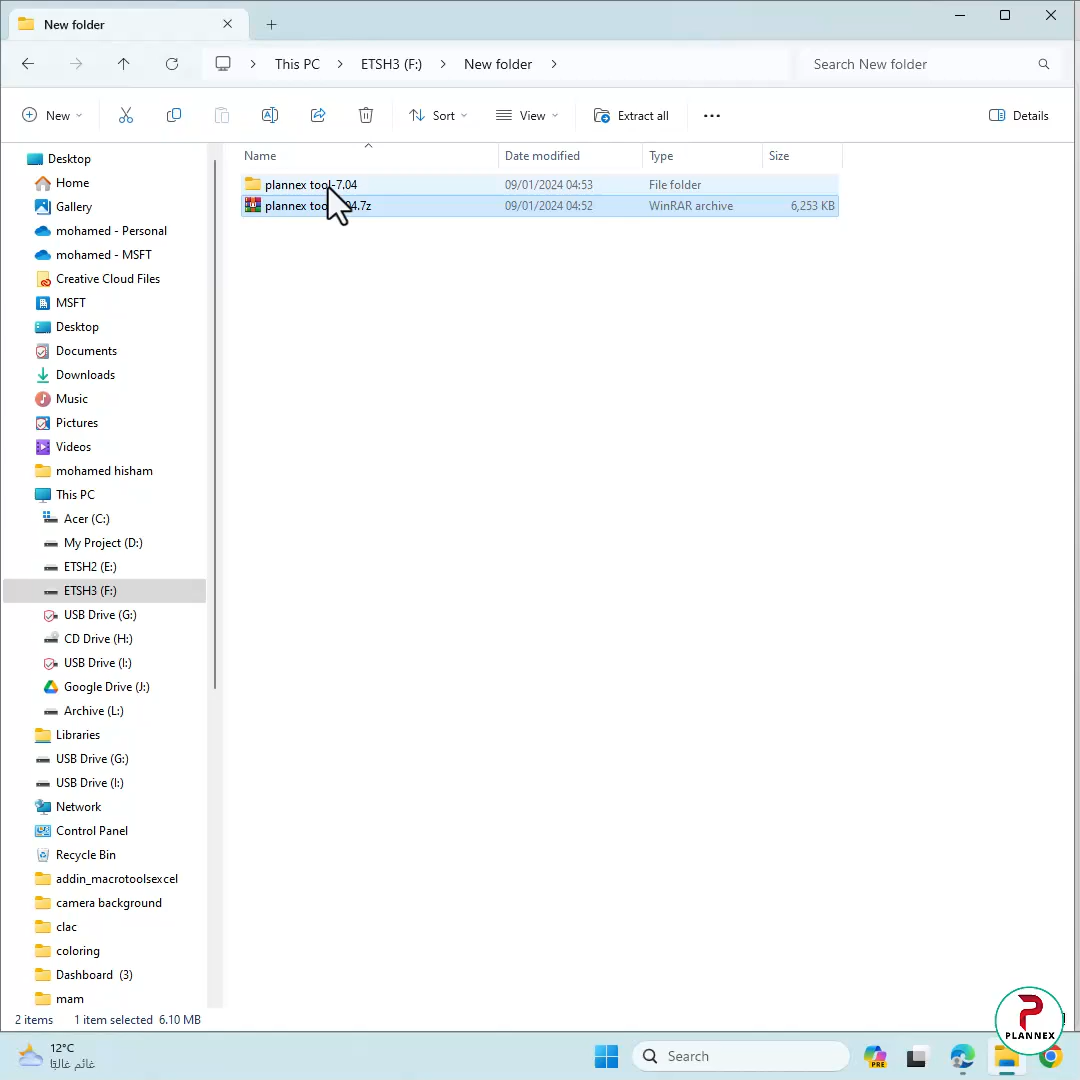 New folder
This PC
ETSH3 (F:)
New folder
Search New folder
New
Sort
View
Extract all
Details
Name
Date modified
Type
Size
plannex tool-7.04
09/01/2024 04:53
File folder
plannex too 04.7z
09/01/2024 04:52
WinRAR archive
6,253 KB
Desktop
Home
Gallery
mohamed - Personal
mohamed - MSFT
Creative Cloud Files
MSFT
Desktop
Documents
Downloads
Music
Pictures
Videos
mohamed hisham
This PC
Acer (C:)
My Project (D:)
ETSH2 (E:)
ETSH3 (F:)
USB Drive (G:)
CD Drive (H:)
USB Drive (I:)
Google Drive (J:)
Archive (L:)
Libraries
USB Drive (G:)
USB Drive (I:)
Network
Control Panel
Recycle Bin
addin_macrotoolsexcel
camera background
clac
coloring
Dashboard (3)
mam
2 items
1 item selected 6.10 MB
PLANNEX
12°C
غائم غالبًا
Search
PRE